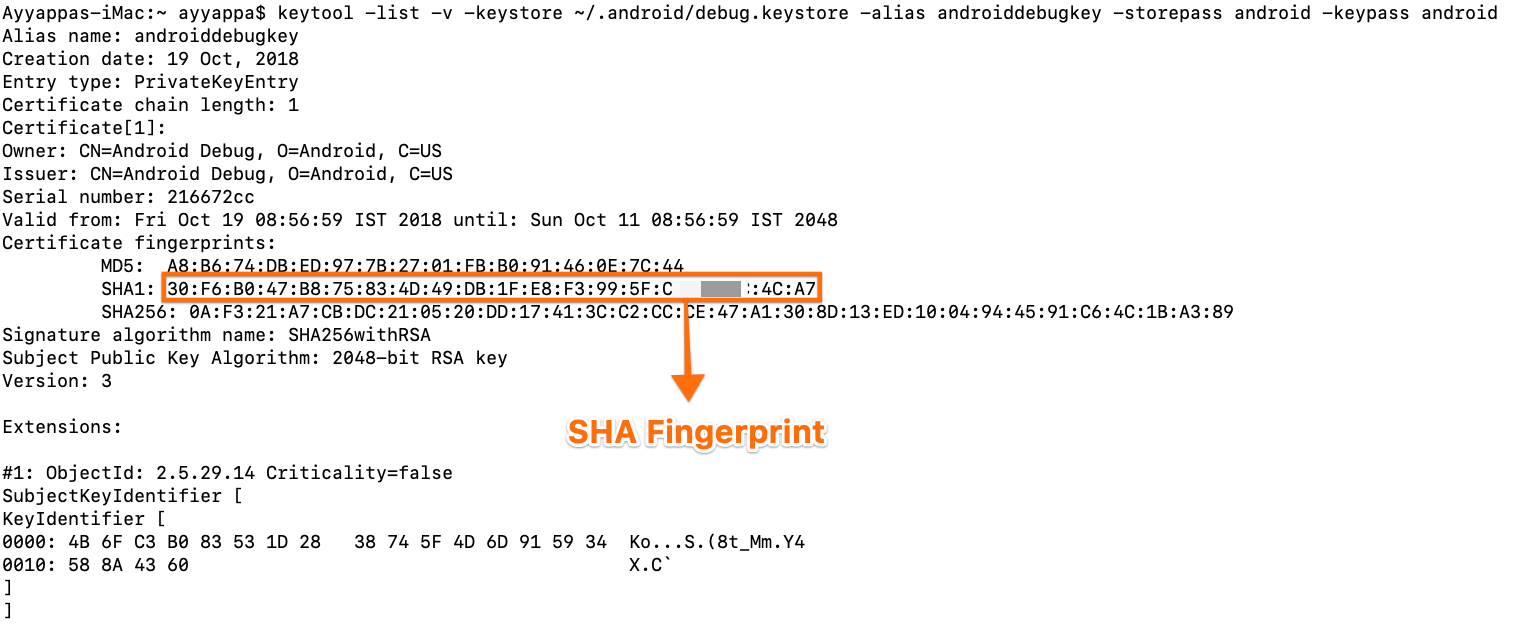 Ayyappas-iMac:~ ayyappa$ keytool -list -v -keystore ~/.android/debug.keystore -alias androiddebugkey -storepass android -keypass android
Alias name: androiddebugkey
Creation date: 19 Oct, 2018
Entry type: PrivateKeyEntry
Certificate chain length: 1
Certificate[1]:
Owner: CN=Android Debug, O=Android, C=US
Issuer: CN=Android Debug, O=Android, C=US
Serial number: 216672cc
Valid from: Fri Oct 19 08:56:59 IST 2018 until: Sun Oct 11 08:56:59 IST 2048
Certificate fingerprints:
MD5: A8:B6:74:DB:ED:97:7B:27:01:FB:B0:91:46:0E:7C:44
SHA1: 30:F6:B0:47:B8:75:83:4D:49:DB:1F:E8:F3:99:5F:C :4C:A7
SHA256: 0A:F3:21:A7:CB:DC:21:05:20:DD:17:41:3C:C2:CC:CE:47:A1:30:8D:13:ED:10:04:94:45:91:C6:4C:1B:A3:89
Signature algorithm name: SHA256withRSA
Subject Public Key Algorithm: 2048-bit RSA key
Version: 3
Extensions:
SHA Fingerprint
#1: ObjectId: 2.5.29.14 Criticality=false
SubjectKeyIdentifier [
KeyIdentifier [
0000: 4B 6F C3 B0 83 53 1D 28 38 74 5F 4D 6D 91 59 34 Ko...S.(8t_Mm.Y4
0010: 58 8A 43 60 X.C`
]
]